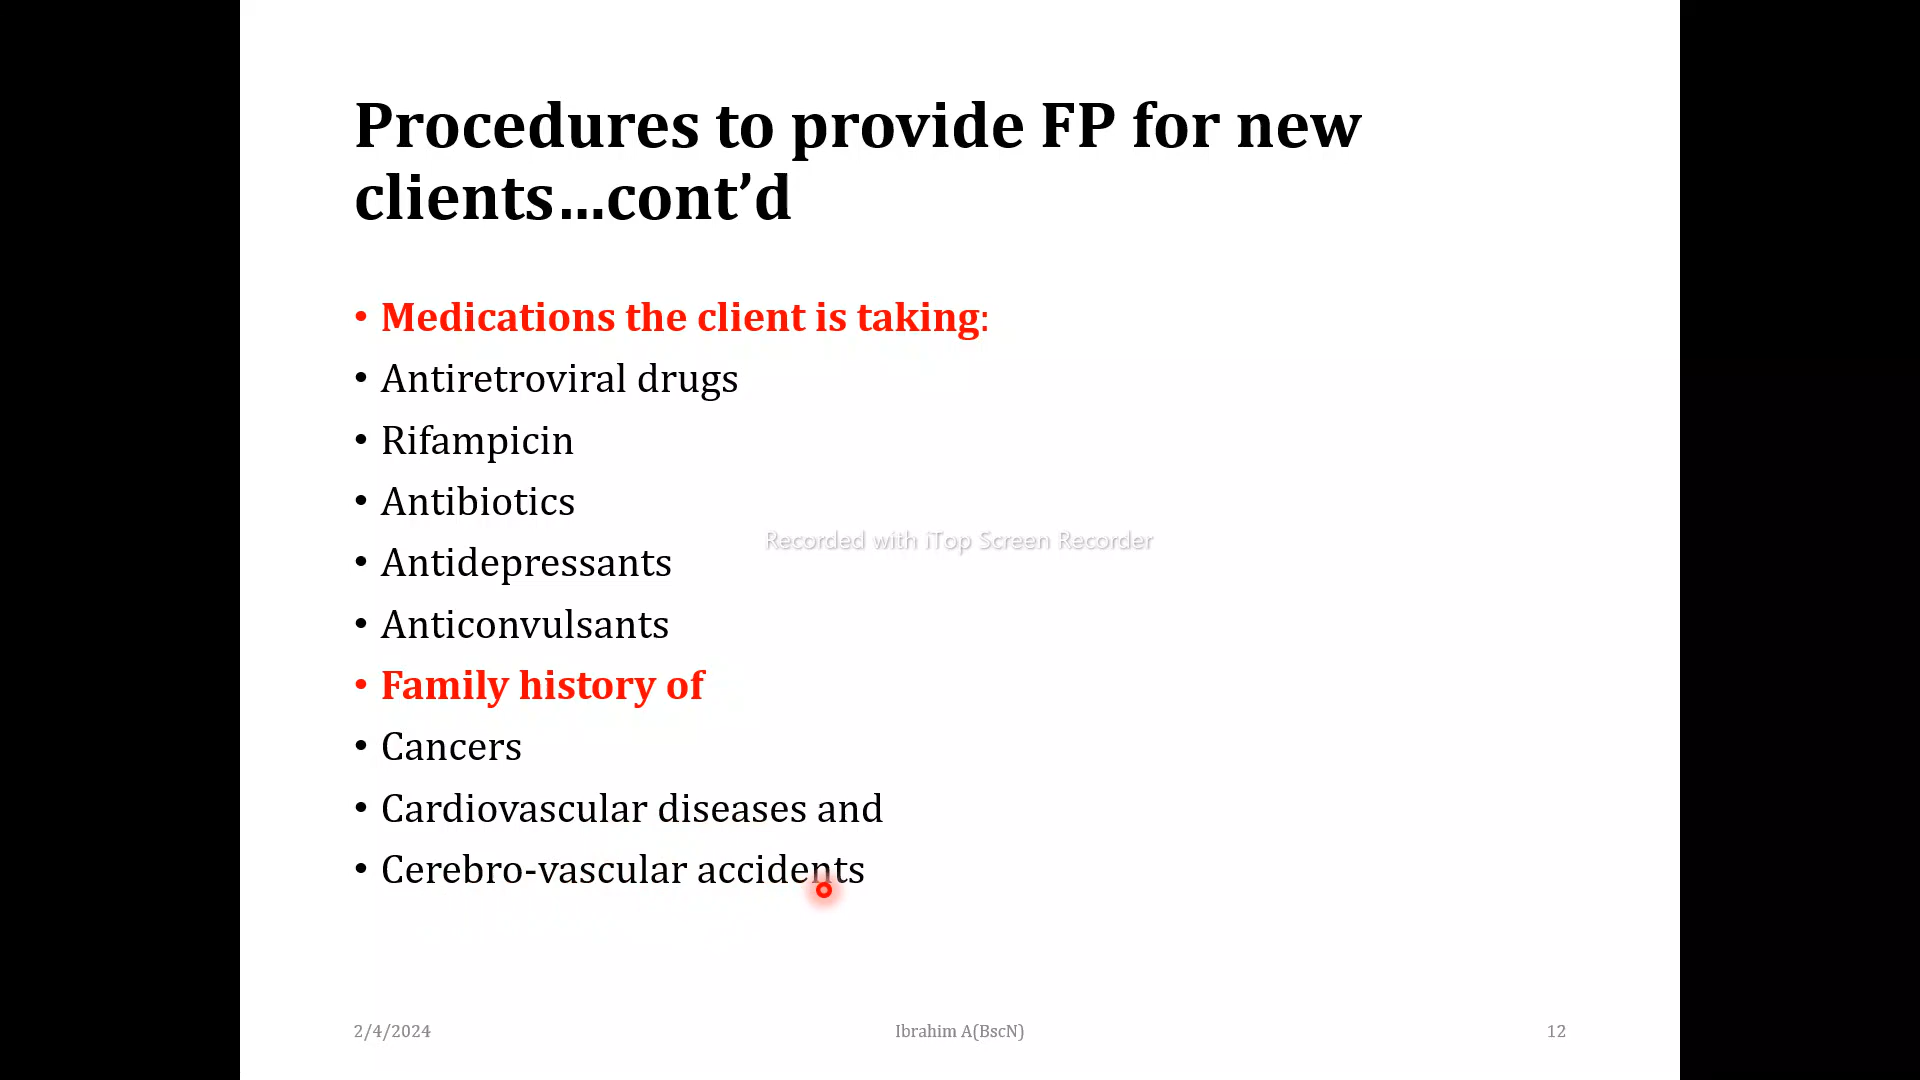 Procedures to provide FP for new
clients…cont’d
• Medications the client is taking:
• Antiretroviral drugs
• Rifampicin
• Antibiotics
Recorded with iTop Screen Recorder
• Antidepressants
• Anticonvulsants
• Family history of
• Cancers
• Cardiovascular diseases and
• Cerebro-vascular accidents
2/4/2024
Ibrahim A(BscN)
12